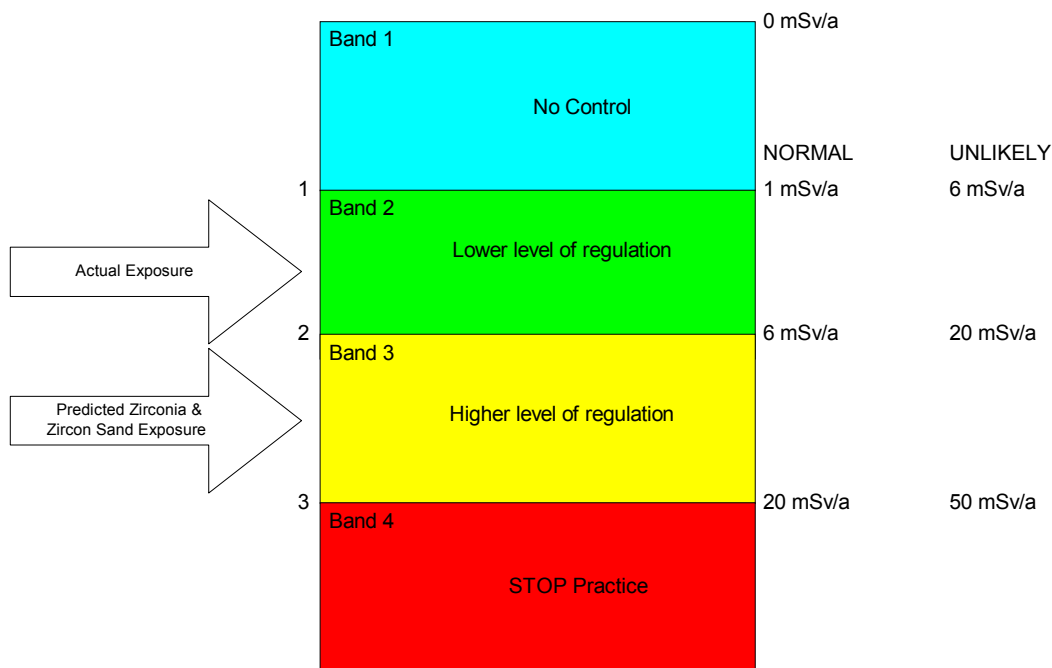 0 mSv/a
Band 1
No Control
NORMAL UNLIKELY
1 1 mSv/a 6 mSv/a
Band 2
Lower level of regulation
Actual Exposure
2 6 mSv/a 20 mSv/a
Band 3
Predicted Zirconia &
Zircon Sand Exposure
Higher level of regulation
3 20 mSv/a 50 mSv/a
Band 4
STOP Practice